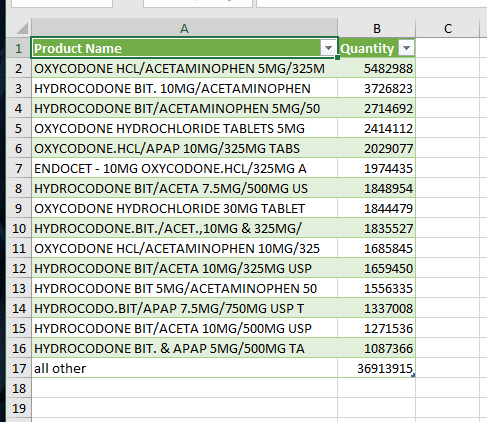 A B C
1 Product Name Quantity
2 OXYCODONE HCL/ACETAMINOPHEN 5MG/325M 5482988
3 HYDROCODONE BIT. 10MG/ACETAMINOPHEN 3726823
4 HYDROCODONE BIT/ACETAMINOPHEN 5MG/50 2714692
5 OXYCODONE HYDROCHLORIDE TABLETS 5MG 2414112
6 OXYCODONE.HCL/APAP 10MG/325MG TABS 2029077
7 ENDOCET - 10MG OXYCODONE.HCL/325MG A 1974435
8 HYDROCODONE BIT/ACETA 7.5MG/500MG US 1848954
9 OXYCODONE HYDROCHLORIDE 30MG TABLET 1844479
10 HYDROCODONE.BIT./ACET.,10MG & 325MG/ 1835527
11 OXYCODONE HCL/ACETAMINOPHEN 10MG/325 1685845
12 HYDROCODONE BIT/ACETA 10MG/325MG USP 1659450
13 HYDROCODONE BIT 5MG/ACETAMINOPHEN 50 1556335
14 HYDROCODO.BIT/APAP 7.5MG/750MG USP T 1337008
15 HYDROCODONE BIT/ACETA 10MG/500MG USP 1271536
16 HYDROCODONE BIT. & APAP 5MG/500MG TA 1087366
17 all other 36913915
18
19